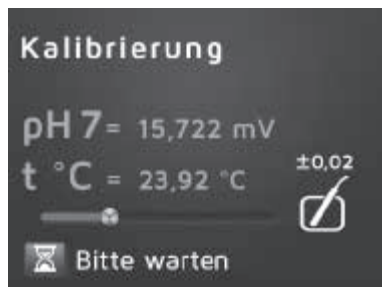 Kalibrierung
pH 7= 15,722 mV
t °C = 23,92 °C
±0,02
Bitte warten